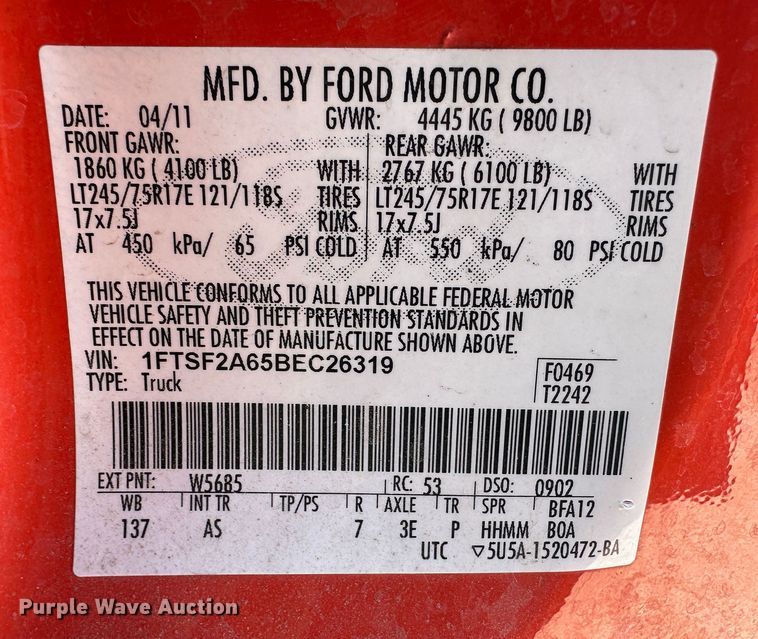 MFD. BY FORD MOTOR CO.
DATE: 04/11 GVWR: 4445 KG ( 9800 LB)
FRONT GAWR: REAR GAWR:
1860 KG ( 4100 LB) WITH 2767 KG ( 6100 LB) WITH
LT245/75R17E 121/118S TIRES LT245/75R17E 121/118S TIRES
17x7.5J RIMS 17x7.5J RIMS
AT 450 kPa/ 65 PSI COLD AT 550 kPa/ 80 PSI COLD
THIS VEHICLE CONFORMS TO ALL APPLICABLE FEDERAL MOTOR
VEHICLE SAFETY AND THEFT PREVENTION STANDARDS IN
EFFECT ON THE DATE OF MANUFACTURE SHOWN ABOVE.
VIN: 1FTSF2A65BEC26319 F0469
TYPE: Truck T2242
EXT PNT: W5685 RC: 53 DSO: 0902
WB INT TR TP/PS R AXLE TR SPR BFA12
137 AS 7 3E P HHMM BOA
UTC ▽5U5A-1520472-BA
Purple Wave Auction